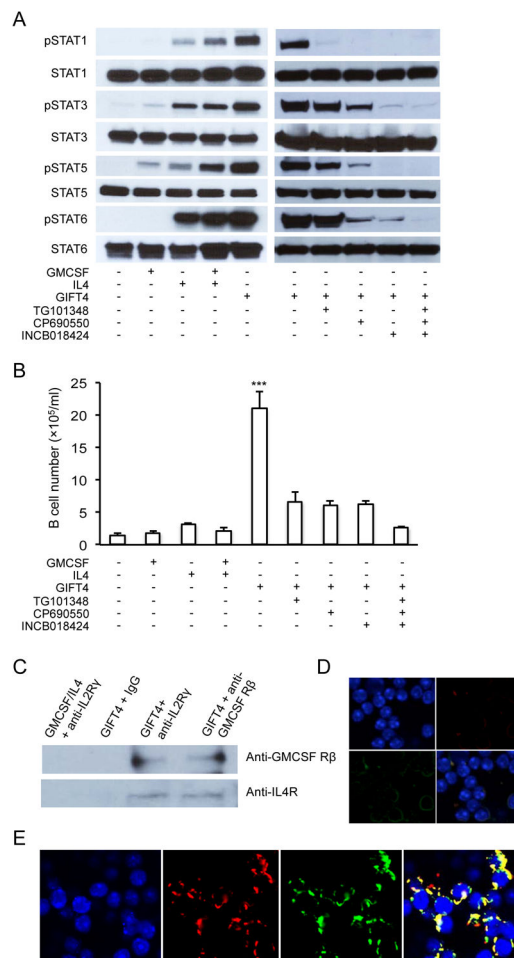 A
pSTAT1
STAT1
pSTAT3
STAT3
pSTAT5
STAT5
pSTAT6
STAT6
GMCSF - + - + -
IL4 - - + + -
GIFT4 - - - - + + + + + +
TG101348 - - - - - - + - - +
CP690550 - - - - - - - + - +
INCB018424 - - - - - - - - + +
B
B cell number (×10⁵/ml)
25
20
15
10
5
0
***
GMCSF - + - + - - - - -
IL4 - - + + - - - - -
GIFT4 - - - - + + + + +
TG101348 - - - - - + - - +
CP690550 - - - - - - + - +
INCB018424 - - - - - - - + +
C
GMCSF/IL4
+ anti-IL2Rγ
GIFT4 + IgG
GIFT4+
anti-IL2Rγ
GIFT4 + anti-
GMCSF Rβ
Anti-GMCSF Rβ
Anti-IL4R
D
E